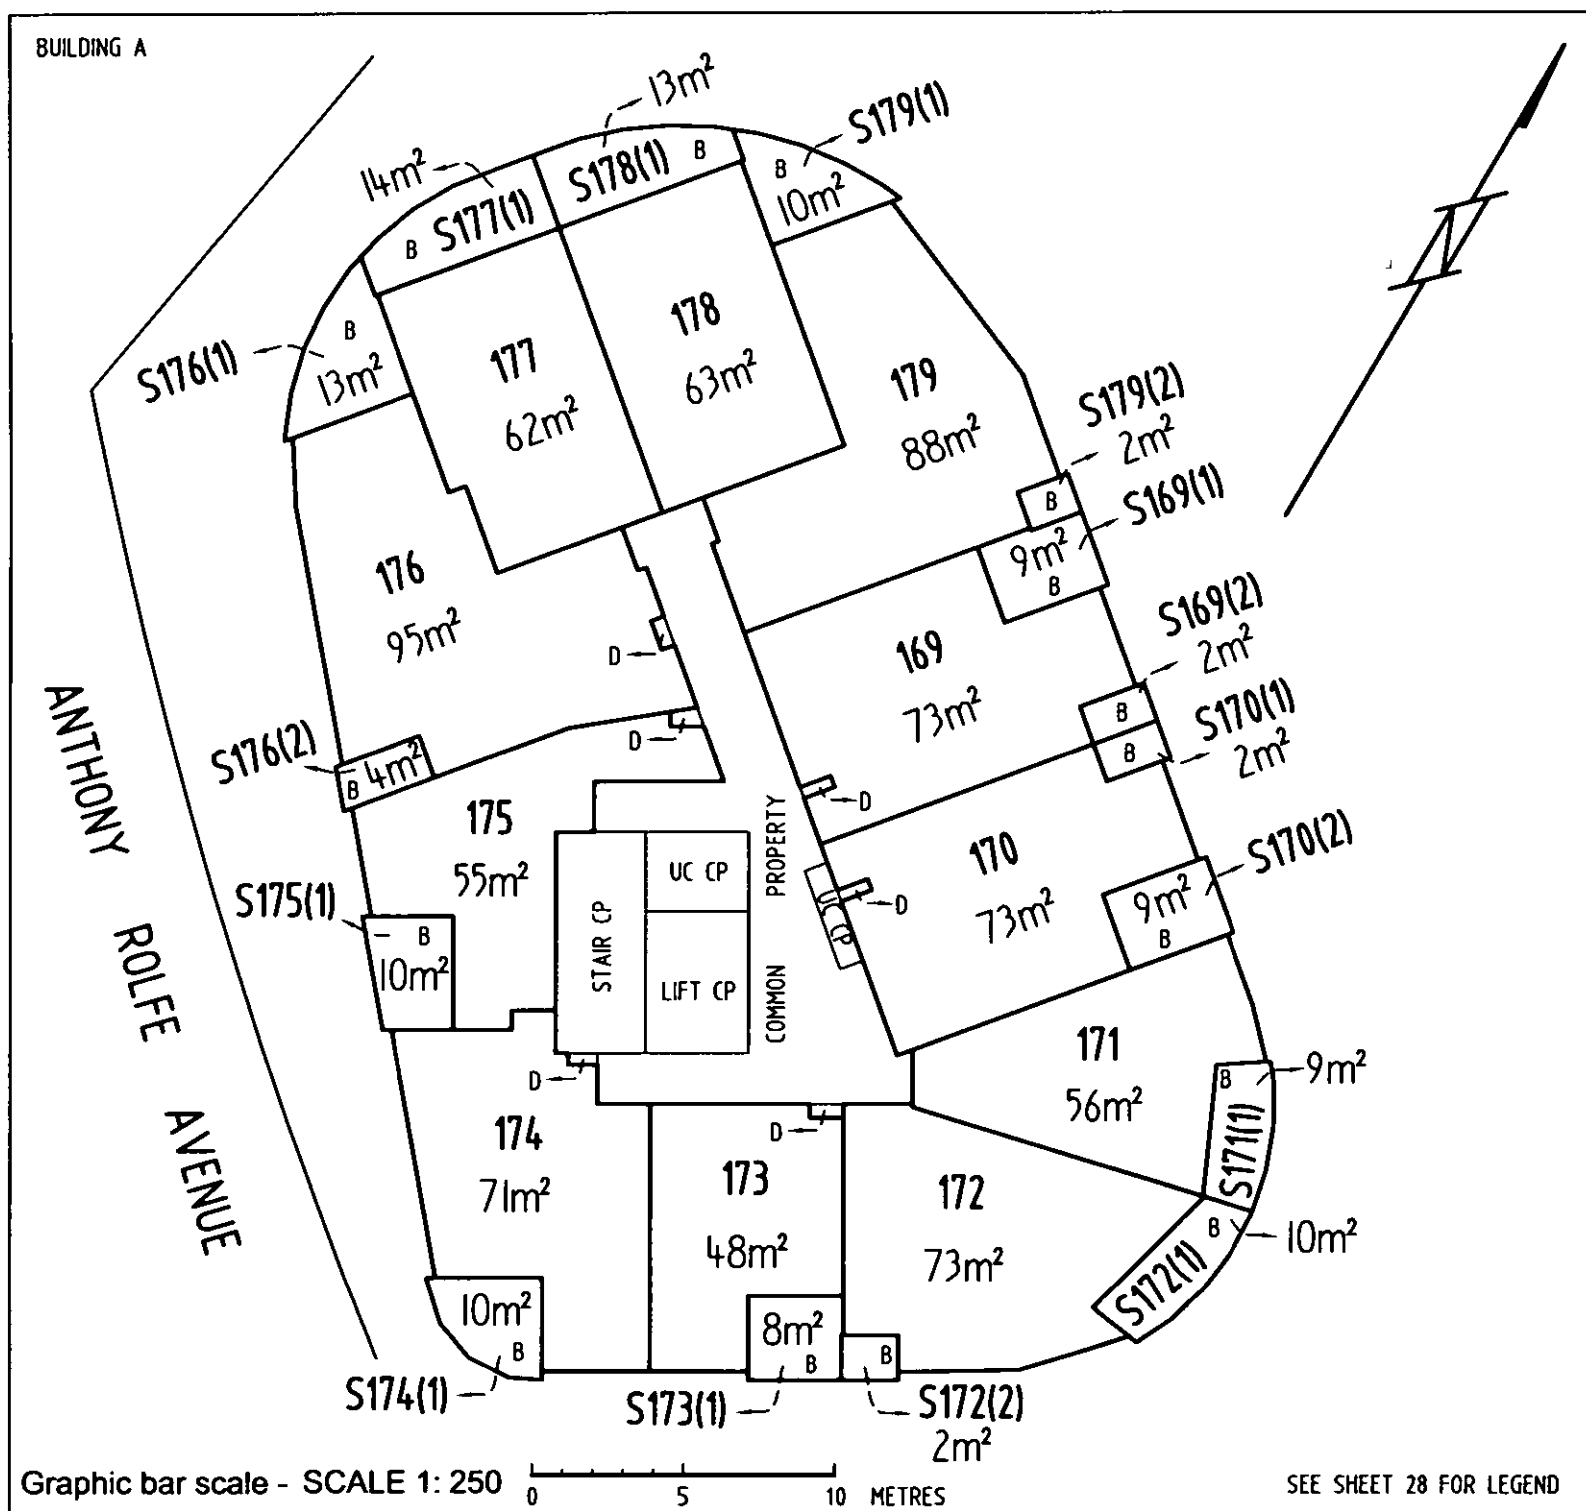 BUILDING A
13m²
S179(1)
14m²
S178(1)
B
B
S177(1)
B
10m²
B
S176(1)
13m²
177
62m²
178
63m²
179
88m²
S179(2)
2m²
B
S169(1)
9m²
B
176
95m²
D
169
73m²
S169(2)
2m²
B
S170(1)
2m²
B
D
D
S176(2)
4m²
B
175
55m²
S175(1)
B
10m²
STAIR CP
UC CP
LIFT CP
COMMON PROPERTY
UC CP
D
170
73m²
S170(2)
9m²
B
171
56m²
B
9m²
S171(1)
D
D
174
71m²
173
48m²
172
73m²
B
10m²
S172(1)
10m²
B
S174(1)
8m²
B
S173(1)
B
S172(2)
2m²
ANTHONY ROLFE AVENUE
N
Graphic bar scale - SCALE 1: 250
0 5 10 METRES
SEE SHEET 28 FOR LEGEND